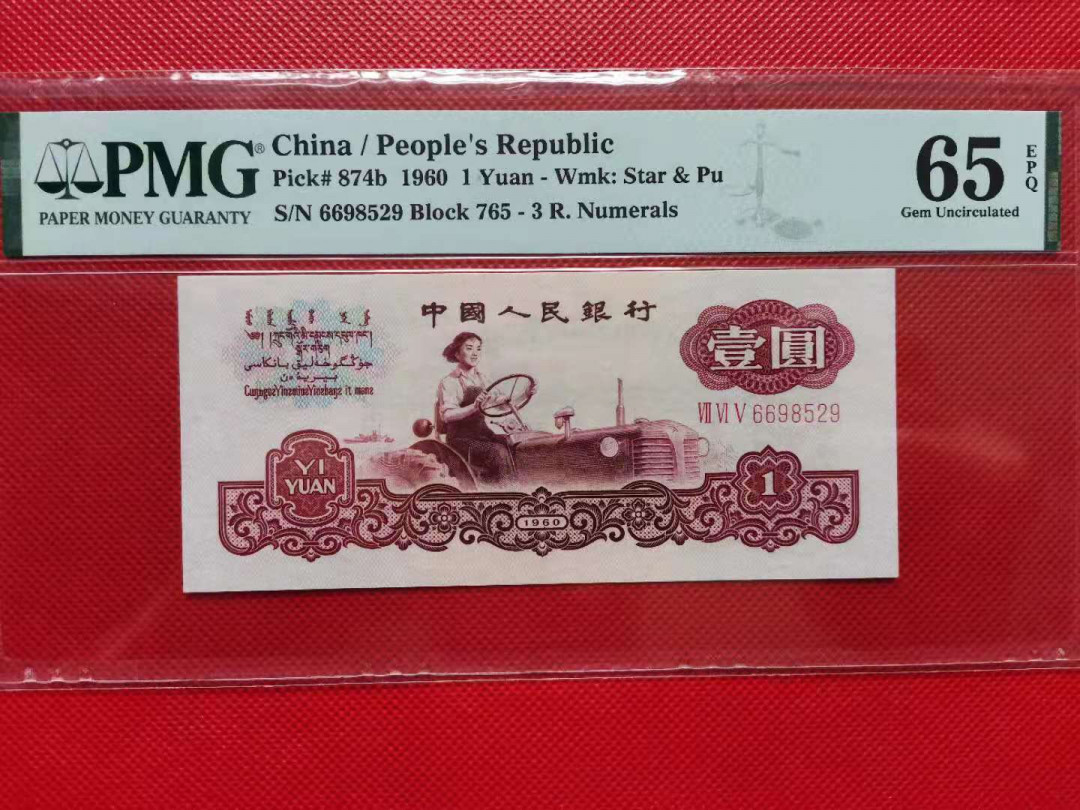 PMG®
PAPER MONEY GUARANTY
China / People's Republic
Pick# 874b 1960 1 Yuan - Wmk: Star & Pu
S/N 6698529 Block 765 - 3 R. Numerals
65
EPQ
Gem Uncirculated
中國人民銀行
壹圓
VII VI V 6698529
YI
YUAN
1
1960